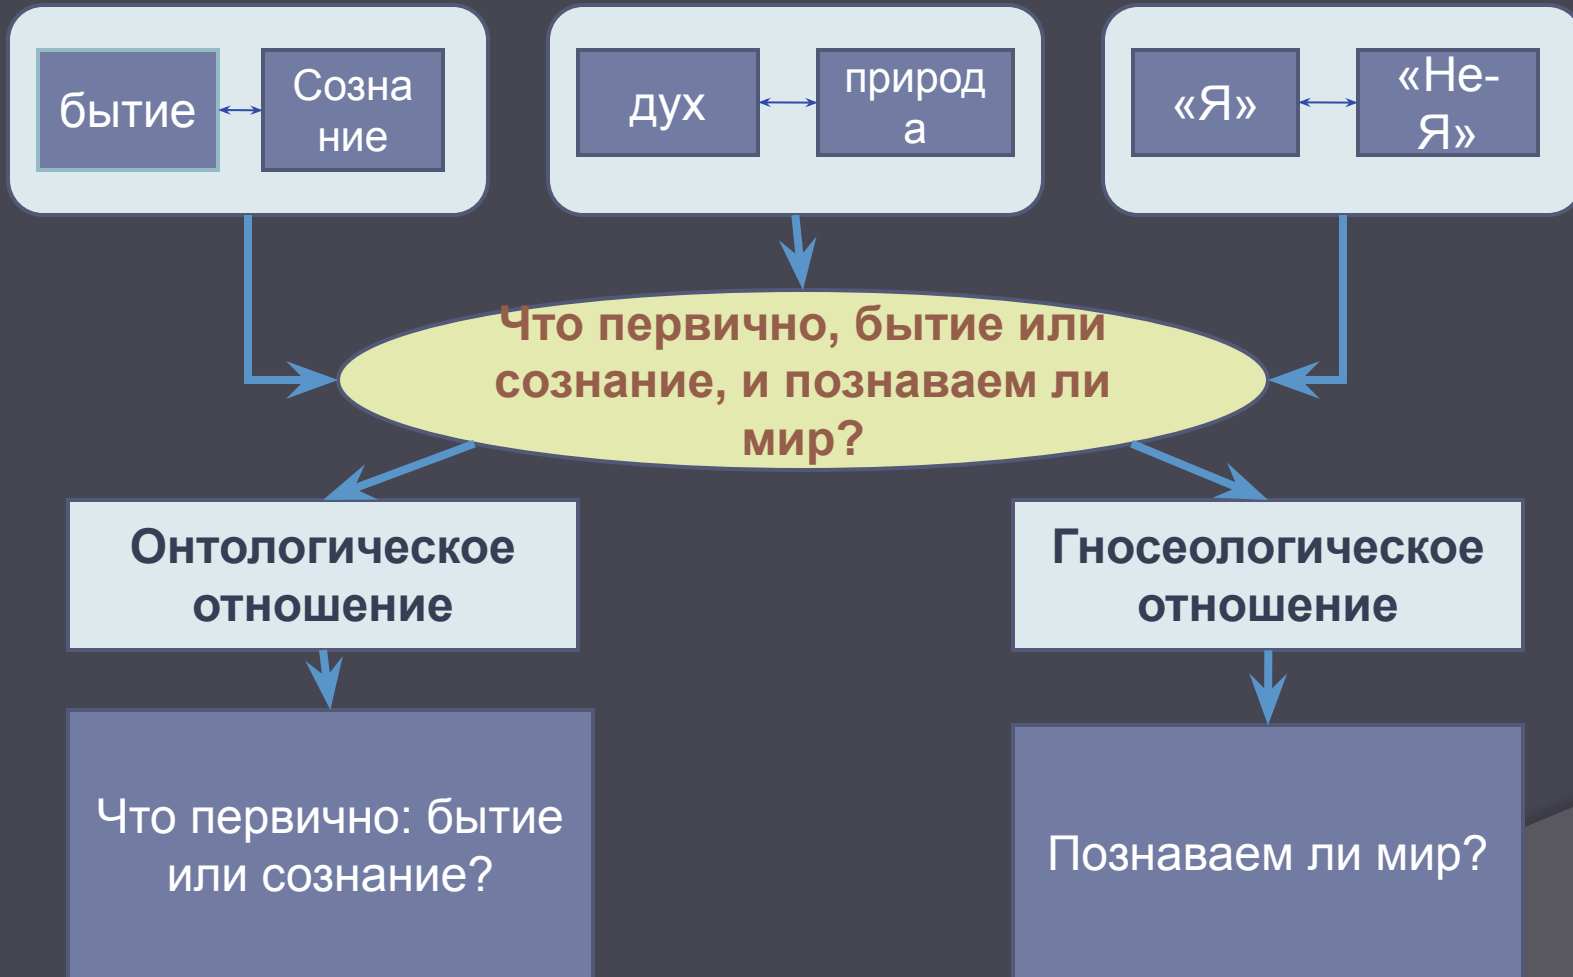 бытие
Созна
ние
дух
природ
а
«Я»
«Не-
Я»
Что первично, бытие или
сознание, и познаваем ли
мир?
Онтологическое
отношение
Гносеологическое
отношение
Что первично: бытие
или сознание?
Познаваем ли мир?